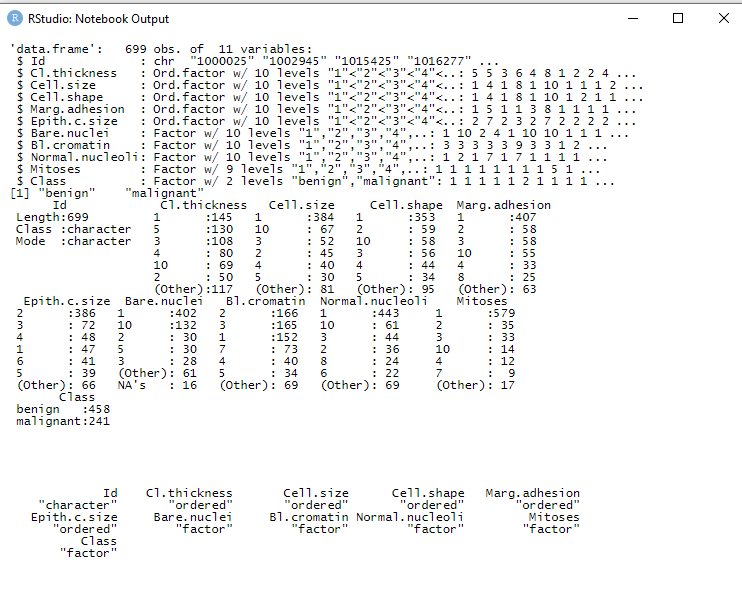 RStudio: Notebook Output
'data.frame':   699 obs. of  11 variables:
 $ Id             : chr  "1000025" "1002945" "1015425" "1016277" ...
 $ Cl.thickness   : Ord.factor w/ 10 levels "1"<"2"<"3"<"4"<..: 5 5 3 6 4 8 1 2 2 4 ...
 $ Cell.size      : Ord.factor w/ 10 levels "1"<"2"<"3"<"4"<..: 1 4 1 8 1 10 1 1 1 2 ...
 $ Cell.shape     : Ord.factor w/ 10 levels "1"<"2"<"3"<"4"<..: 1 4 1 8 1 10 1 2 1 1 ...
 $ Marg.adhesion  : Ord.factor w/ 10 levels "1"<"2"<"3"<"4"<..: 1 5 1 1 3 8 1 1 1 1 ...
 $ Epith.c.size   : Ord.factor w/ 10 levels "1"<"2"<"3"<"4"<..: 2 7 2 3 2 7 2 2 2 2 ...
 $ Bare.nuclei    : Factor w/ 10 levels "1","2","3","4",..: 1 10 2 4 1 10 10 1 1 1 ...
 $ Bl.cromatin    : Factor w/ 10 levels "1","2","3","4",..: 3 3 3 3 3 9 3 3 1 2 ...
 $ Normal.nucleoli: Factor w/ 10 levels "1","2","3","4",..: 1 2 1 7 1 7 1 1 1 1 ...
 $ Mitoses        : Factor w/ 9 levels "1","2","3","4",..: 1 1 1 1 1 1 1 1 5 1 ...
 $ Class          : Factor w/ 2 levels "benign","malignant": 1 1 1 1 1 2 1 1 1 1 ...
[1] "benign"    "malignant"
      Id             Cl.thickness   Cell.size     Cell.shape  Marg.adhesion
 Length:699         1      :145   1      :384   1      :353   1      :407
 Class :character   5      :130   10     : 67   2      : 59   2      : 58
 Mode  :character   3      :108   3      : 52   10     : 58   3      : 58
                    4      : 80   2      : 45   3      : 56   10     : 55
                    10     : 69   4      : 40   4      : 44   4      : 33
                    2      : 50   5      : 30   5      : 34   8      : 25
                    (Other):117   (Other): 81   (Other): 95   (Other): 63
  Epith.c.size  Bare.nuclei   Bl.cromatin  Normal.nucleoli    Mitoses
 2      :386   1      :402   2      :166   1      :443   1      :579
 3      : 72   10     :132   3      :165   10     : 61   2      : 35
 4      : 48   2      : 30   1      :152   3      : 44   3      : 33
 1      : 47   5      : 30   7      : 73   2      : 36   10     : 14
 6      : 41   3      : 28   4      : 40   8      : 24   4      : 12
 5      : 39   (Other): 61   5      : 34   6      : 22   7      :  9
 (Other): 66   NA's   : 16   (Other): 69   (Other): 69   (Other): 17
       Class
 benign   :458
 malignant:241
             Id    Cl.thickness       Cell.size      Cell.shape   Marg.adhesion
    "character"       "ordered"       "ordered"       "ordered"       "ordered"
   Epith.c.size     Bare.nuclei     Bl.cromatin Normal.nucleoli         Mitoses
      "ordered"        "factor"        "factor"        "factor"        "factor"
          Class
       "factor"